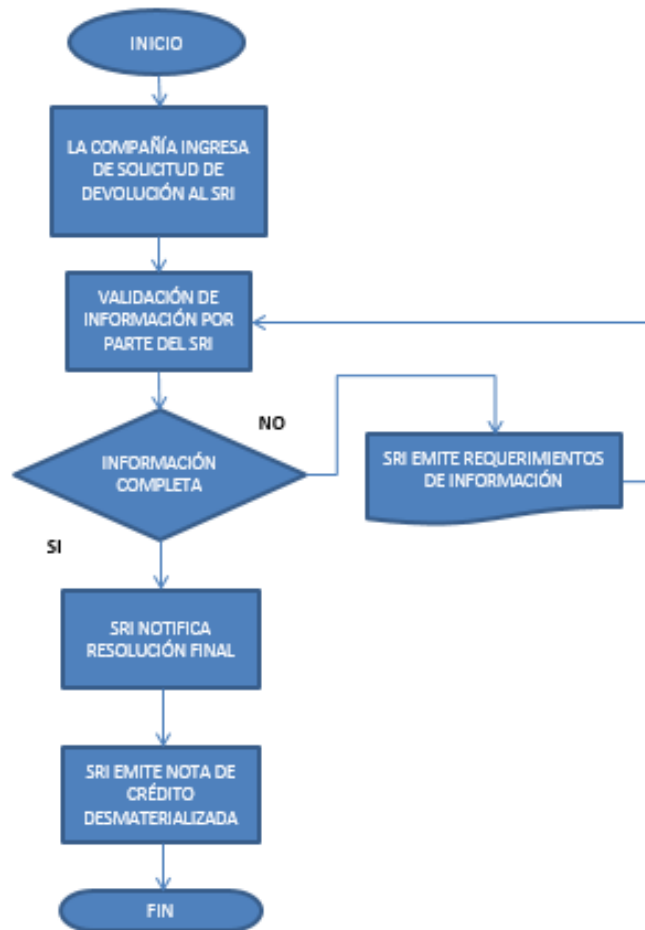 INICIO
LA COMPAÑÍA INGRESA
DE SOLICITUD DE
DEVOLUCIÓN AL SRI
VALIDACIÓN DE
INFORMACIÓN POR
PARTE DEL SRI
NO
INFORMACIÓN
COMPLETA
SRI EMITE REQUERIMIENTOS
DE INFORMACIÓN
SI
SRI NOTIFICA
RESOLUCIÓN FINAL
SRI EMITE NOTA DE
CRÉDITO
DESMATERIALIZADA
FIN